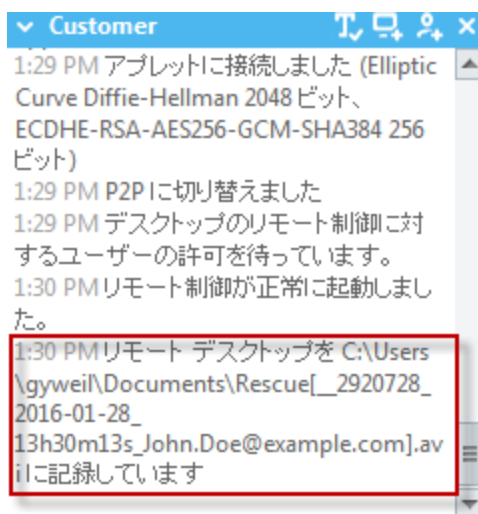 Customer
1:29 PM アプレットに接続しました (Elliptic
Curve Diffie-Hellman 2048 ビット、
ECDHE-RSA-AES256-GCM-SHA384 256
ビット)
1:29 PM P2P に切り替えました
1:29 PM デスクトップのリモート制御に対
するユーザーの許可を待っています。
1:30 PM リモート制御が正常に起動しまし
た。
1:30 PM リモート デスクトップを C:\Users
\gyweil\Documents\Rescue[__2920728_
2016-01-28_
13h30m13s_John.Doe@example.com].av
iに記録しています